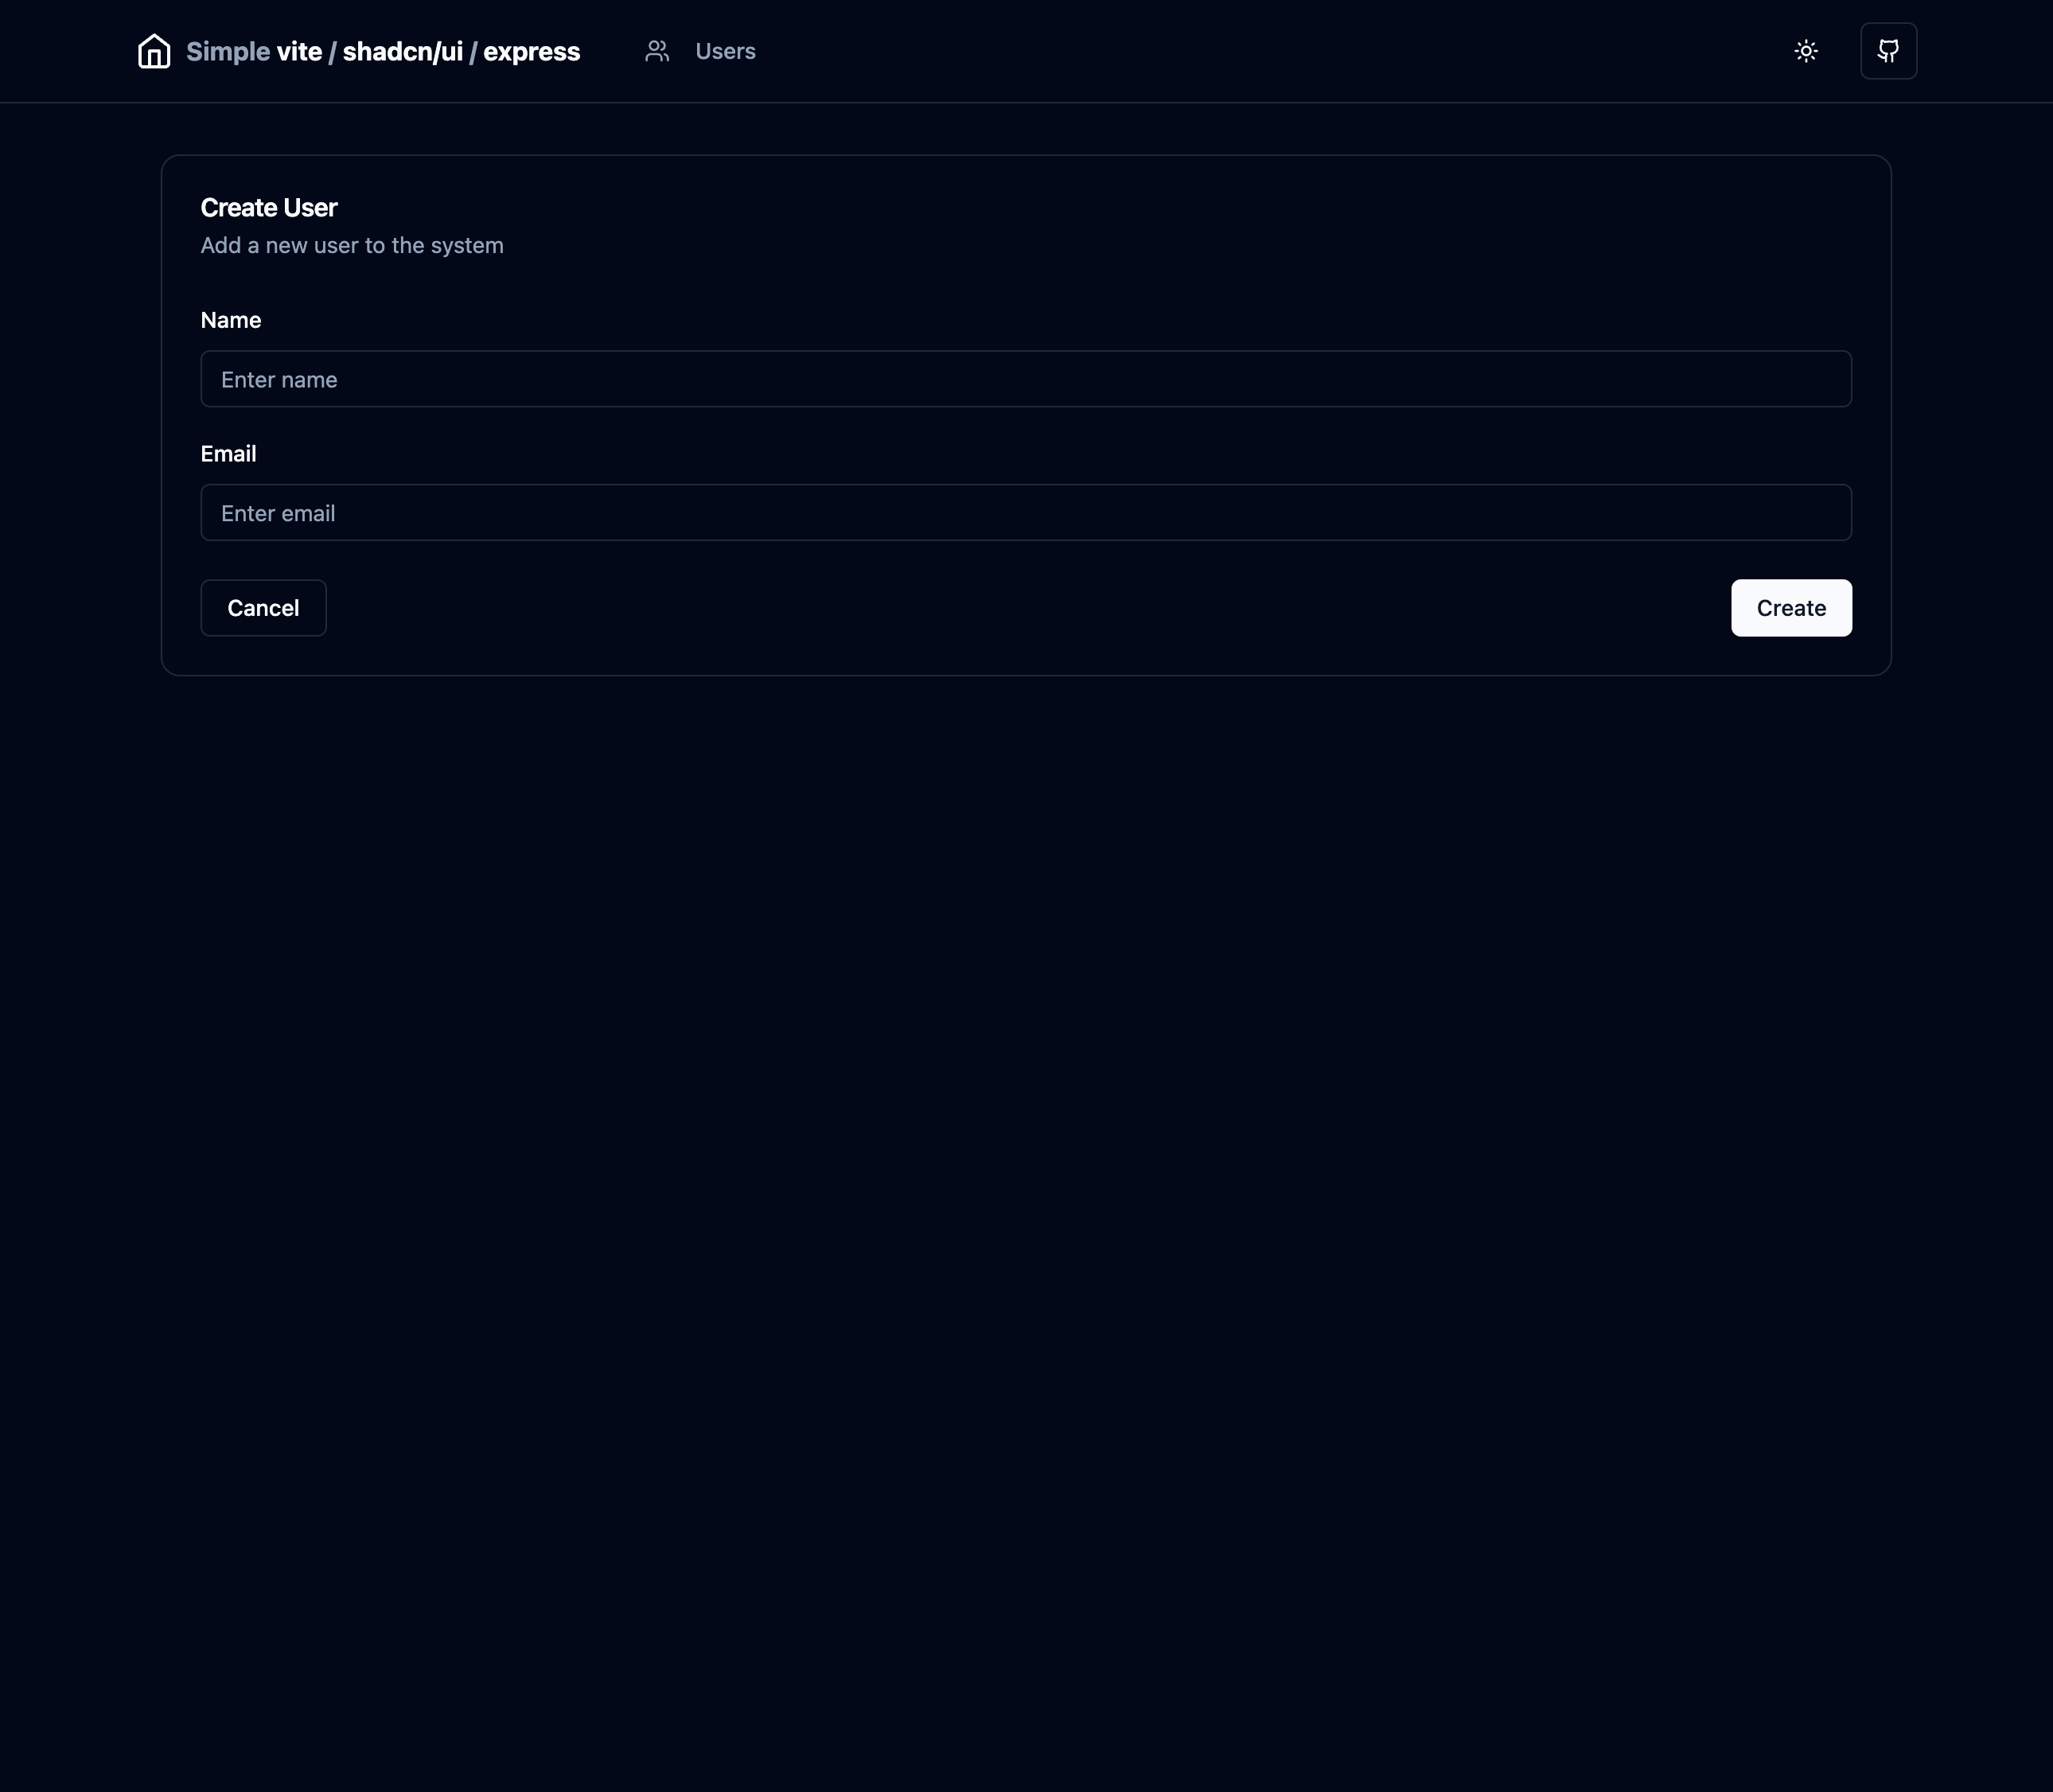 Simple vite / shadcn/ui / express
Users
Create User
Add a new user to the system
Name
Enter name
Email
Enter email
Cancel
Create